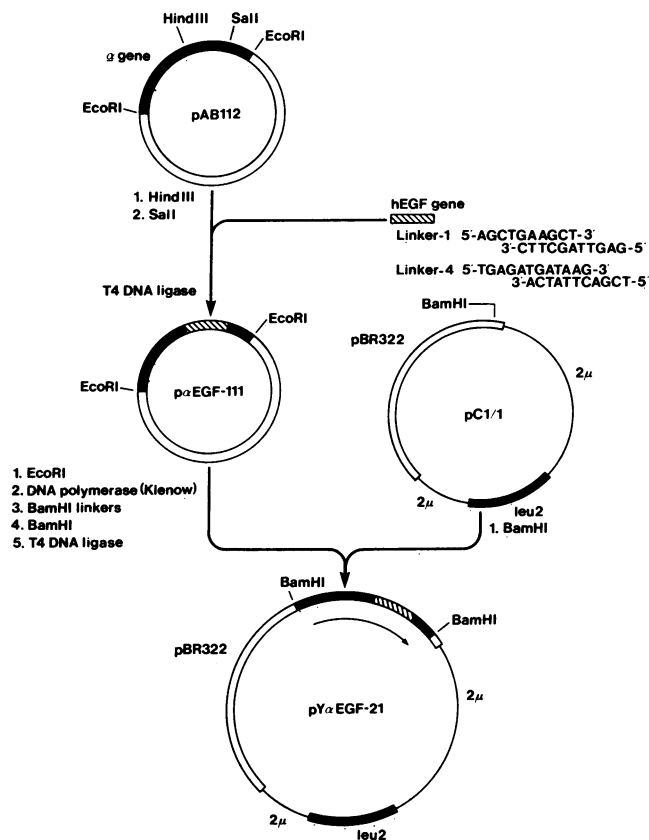 HindIII
SalI
EcoRI
α gene
EcoRI
pAB112
1. HindIII
2. SalI
hEGF gene
Linker-1 5'-AGCTGAAGCT-3'
3'-CTTCGATTGAG-5'
Linker-4 5'-TGAGATGATAAG-3'
3'-ACTATTCAGCT-5'
T4 DNA ligase
BamHI
EcoRI
pBR322
2μ
EcoRI
pαEGF-111
pC1/1
1. EcoRI
2. DNA polymerase (Klenow)
3. BamHI linkers
4. BamHI
5. T4 DNA ligase
2μ
leu2
1. BamHI
BamHI
BamHI
pBR322
2μ
pYαEGF-21
2μ
leu2